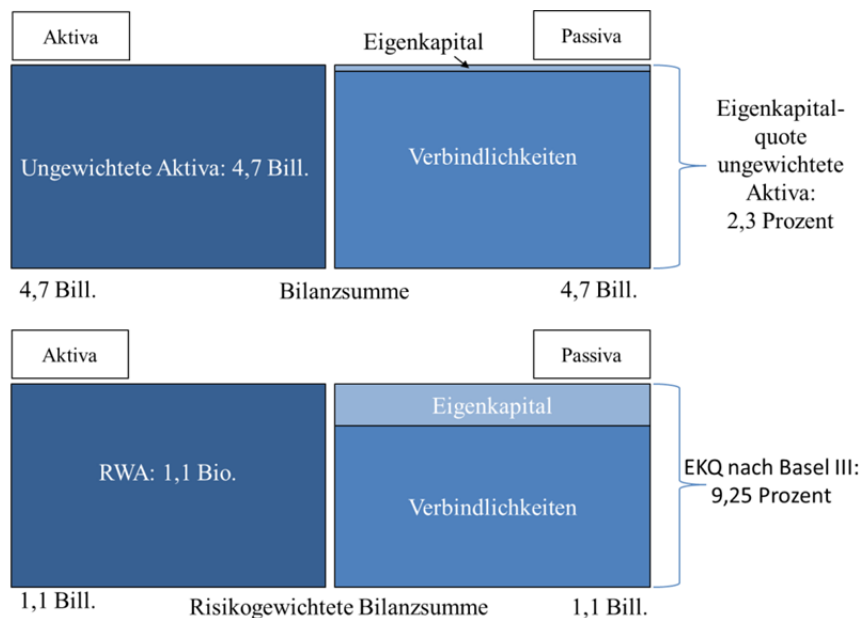 Aktiva
Eigenkapital
Passiva
Ungewichtete Aktiva: 4,7 Bill.
Verbindlichkeiten
Eigenkapital-
quote
ungewichtete
Aktiva:
2,3 Prozent
4,7 Bill.
Bilanzsumme
4,7 Bill.
Aktiva
Passiva
RWA: 1,1 Bio.
Eigenkapital
Verbindlichkeiten
EKQ nach Basel III:
9,25 Prozent
1,1 Bill.
Risikogewichtete Bilanzsumme
1,1 Bill.